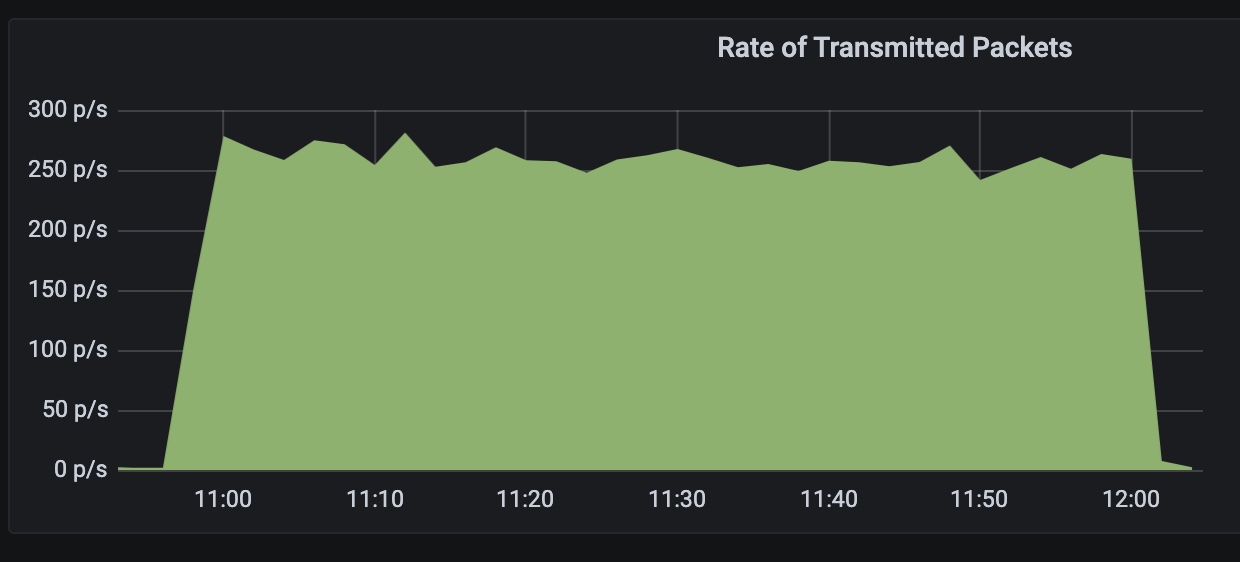 Rate of Transmitted Packets
300 p/s
250 p/s
200 p/s
150 p/s
100 p/s
50 p/s
0 p/s
11:00 11:10 11:20 11:30 11:40 11:50 12:00